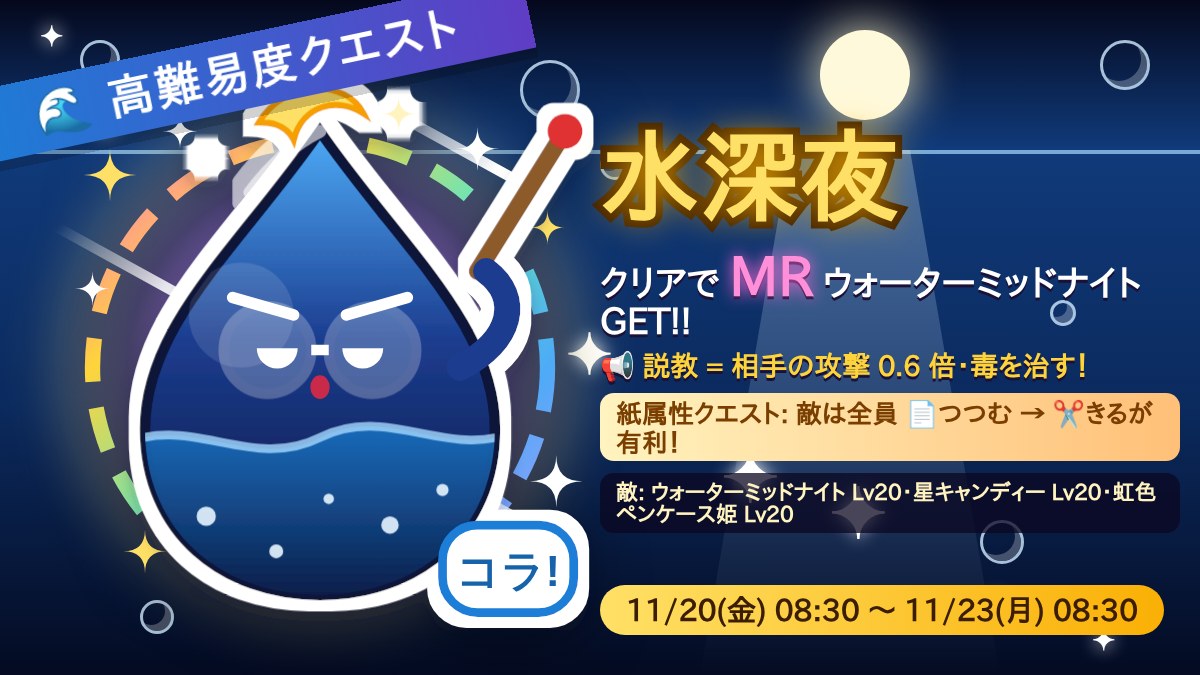 🌊 高難易度クエスト
水深夜
クリアで MR ウォーターミッドナイト
GET!!
📢 説教 = 相手の攻撃 0.6 倍・毒を治す!
紙属性クエスト: 敵は全員 📄つつむ → ✂️きるが
有利!
敵: ウォーターミッドナイト Lv20・星キャンディー Lv20・虹色
ペンケース姫 Lv20
コラ!
11/20(金) 08:30 〜 11/23(月) 08:30